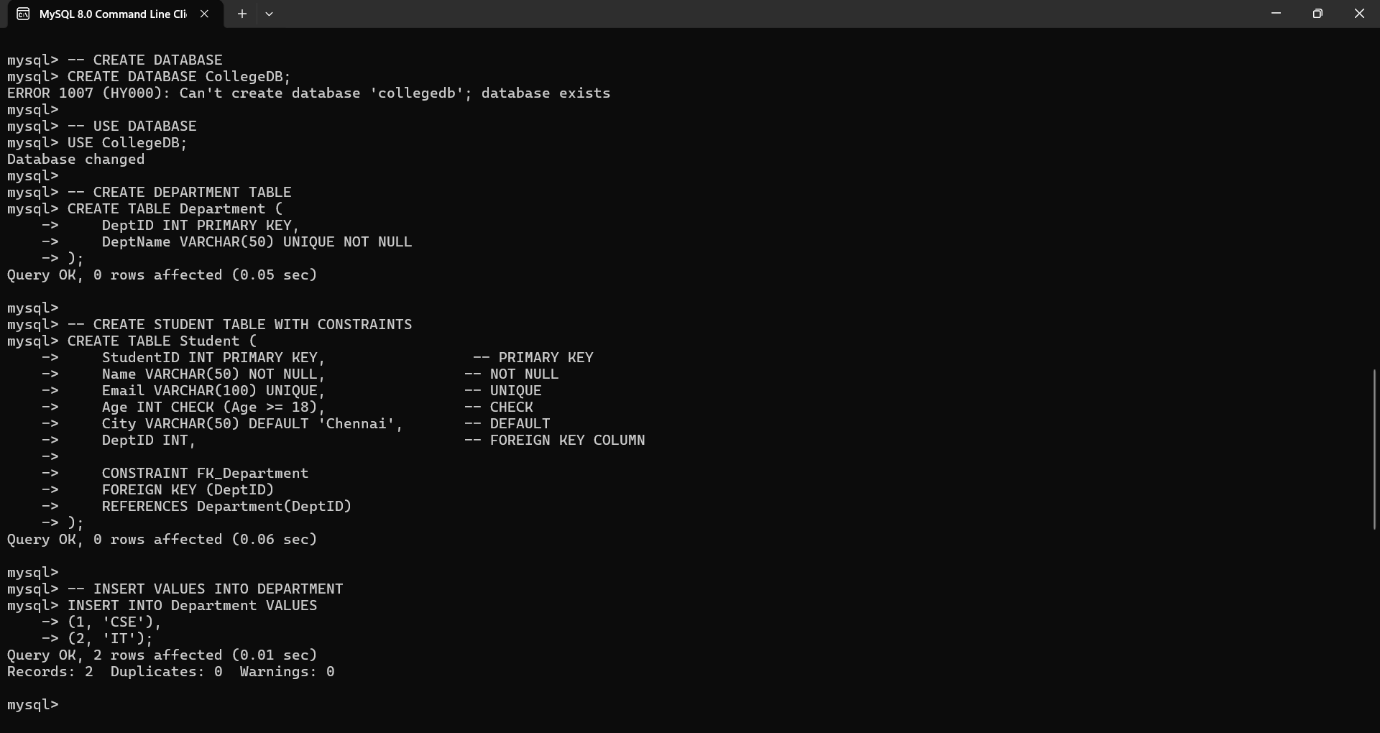 MySQL 8.0 Command Line Cli
mysql> -- CREATE DATABASE
mysql> CREATE DATABASE CollegeDB;
ERROR 1007 (HY000): Can't create database 'collegedb'; database exists
mysql>
mysql> -- USE DATABASE
mysql> USE CollegeDB;
Database changed
mysql>
mysql> -- CREATE DEPARTMENT TABLE
mysql> CREATE TABLE Department (
    ->     DeptID INT PRIMARY KEY,
    ->     DeptName VARCHAR(50) UNIQUE NOT NULL
    -> );
Query OK, 0 rows affected (0.05 sec)

mysql>
mysql> -- CREATE STUDENT TABLE WITH CONSTRAINTS
mysql> CREATE TABLE Student (
    ->     StudentID INT PRIMARY KEY,                 -- PRIMARY KEY
    ->     Name VARCHAR(50) NOT NULL,                -- NOT NULL
    ->     Email VARCHAR(100) UNIQUE,                -- UNIQUE
    ->     Age INT CHECK (Age >= 18),                -- CHECK
    ->     City VARCHAR(50) DEFAULT 'Chennai',       -- DEFAULT
    ->     DeptID INT,                               -- FOREIGN KEY COLUMN
    ->
    ->     CONSTRAINT FK_Department
    ->     FOREIGN KEY (DeptID)
    ->     REFERENCES Department(DeptID)
    -> );
Query OK, 0 rows affected (0.06 sec)

mysql>
mysql> -- INSERT VALUES INTO DEPARTMENT
mysql> INSERT INTO Department VALUES
    -> (1, 'CSE'),
    -> (2, 'IT');
Query OK, 2 rows affected (0.01 sec)
Records: 2  Duplicates: 0  Warnings: 0

mysql>